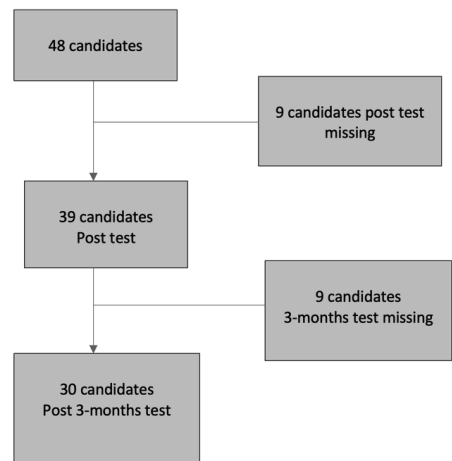 48 candidates
9 candidates post test
missing
39 candidates
Post test
9 candidates
3-months test missing
30 candidates
Post 3-months test